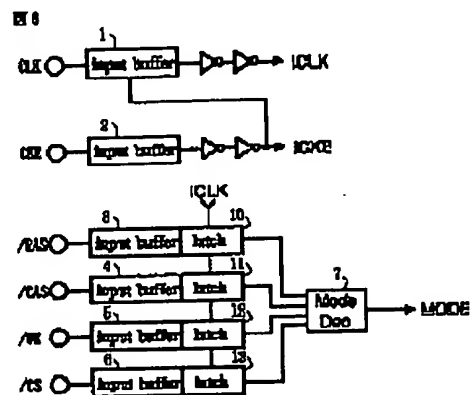 図 6
1
CLK input buffer ICLK
2
CKE input buffer ICKE
ICLK
3 10
/RAS input buffer latch
4 11
/CAS input buffer latch
7
Mode
Dec
MODE
5 12
/WE input buffer latch
6 13
/CS input buffer latch